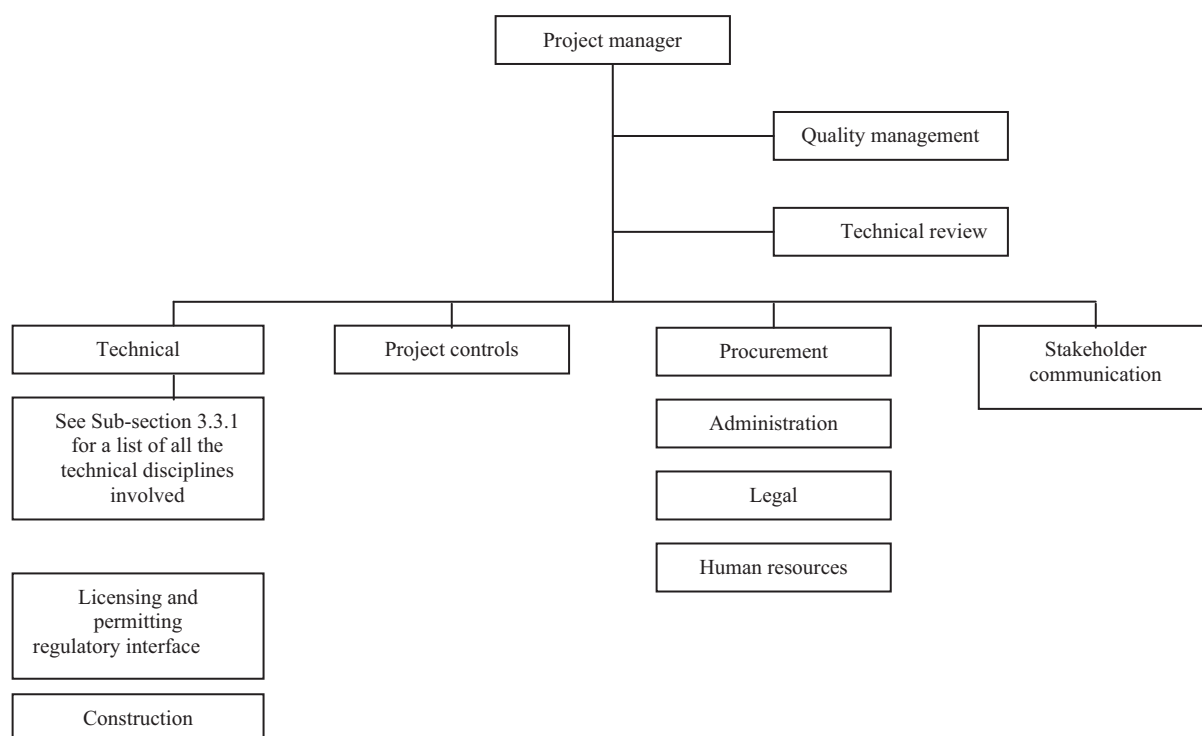 Project manager
Quality management
Technical review
Technical
Project controls
Procurement
Stakeholder
communication
See Sub-section 3.3.1
for a list of all the
technical disciplines
involved
Administration
Legal
Human resources
Licensing and
permitting
regulatory interface
Construction